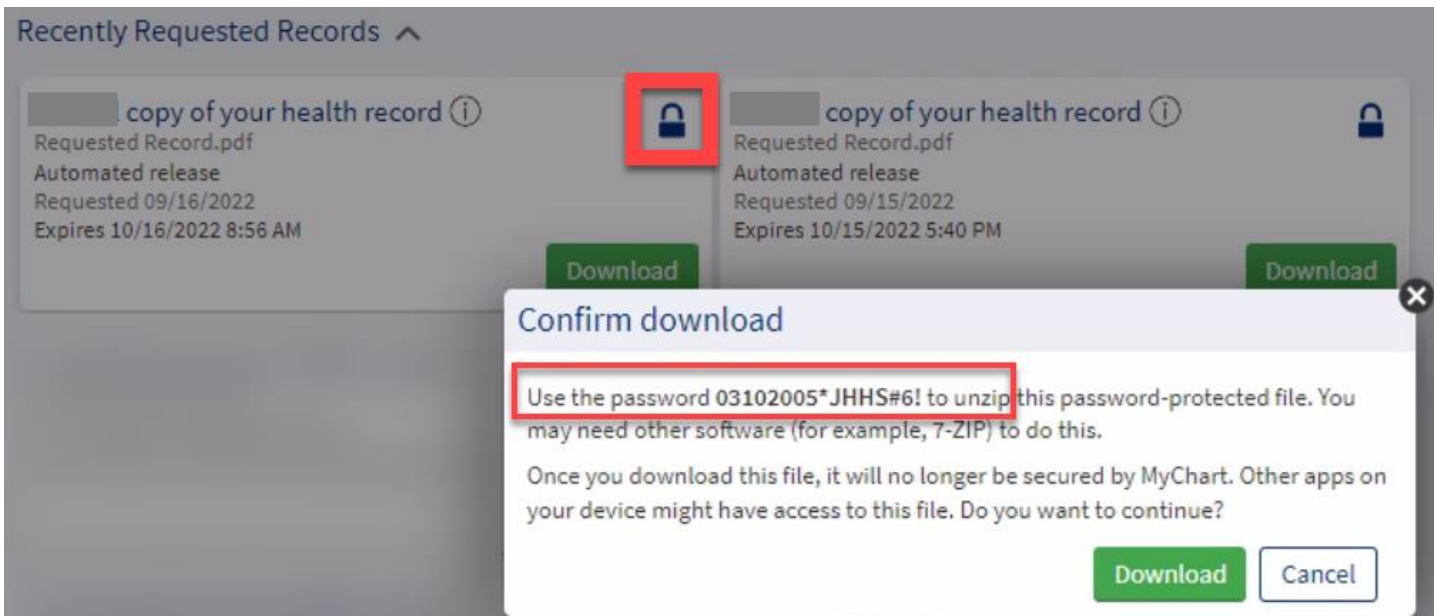 Recently Requested Records
copy of your health record
Requested Record.pdf
Automated release
Requested 09/16/2022
Expires 10/16/2022 8:56 AM
Download
copy of your health record
Requested Record.pdf
Automated release
Requested 09/15/2022
Expires 10/15/2022 5:40 PM
Download
Confirm download
Use the password 03102005*JHHS#6! to unzip this password-protected file. You
may need other software (for example, 7-ZIP) to do this.
Once you download this file, it will no longer be secured by MyChart. Other apps on
your device might have access to this file. Do you want to continue?
Download
Cancel